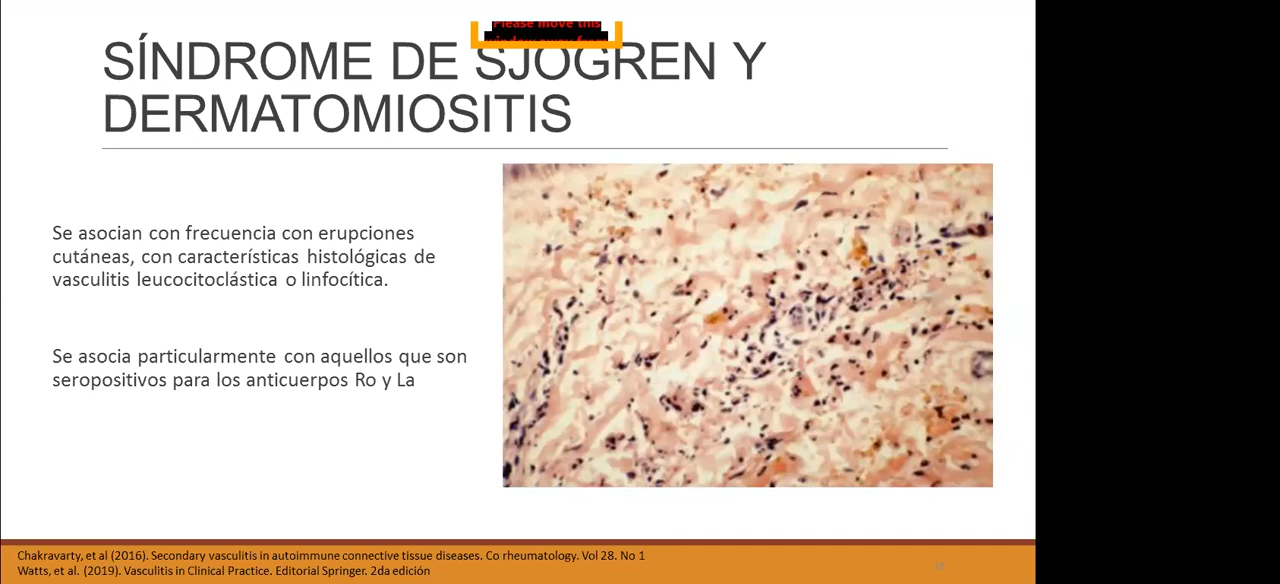 Please move this
SÍNDROME DE SJOGREN Y
DERMATOMIOSITIS
Se asocian con frecuencia con erupciones
cutáneas, con características histológicas de
vasculitis leucocitoclástica o linfocítica.
Se asocia particularmente con aquellos que son
seropositivos para los anticuerpos Ro y La
Chakravarty, et al (2016). Secondary vasculitis in autoimmune connective tissue diseases. Co rheumatology. Vol 28. No 1
Watts, et al. (2019). Vasculitis in Clinical Practice. Editorial Springer. 2da edición